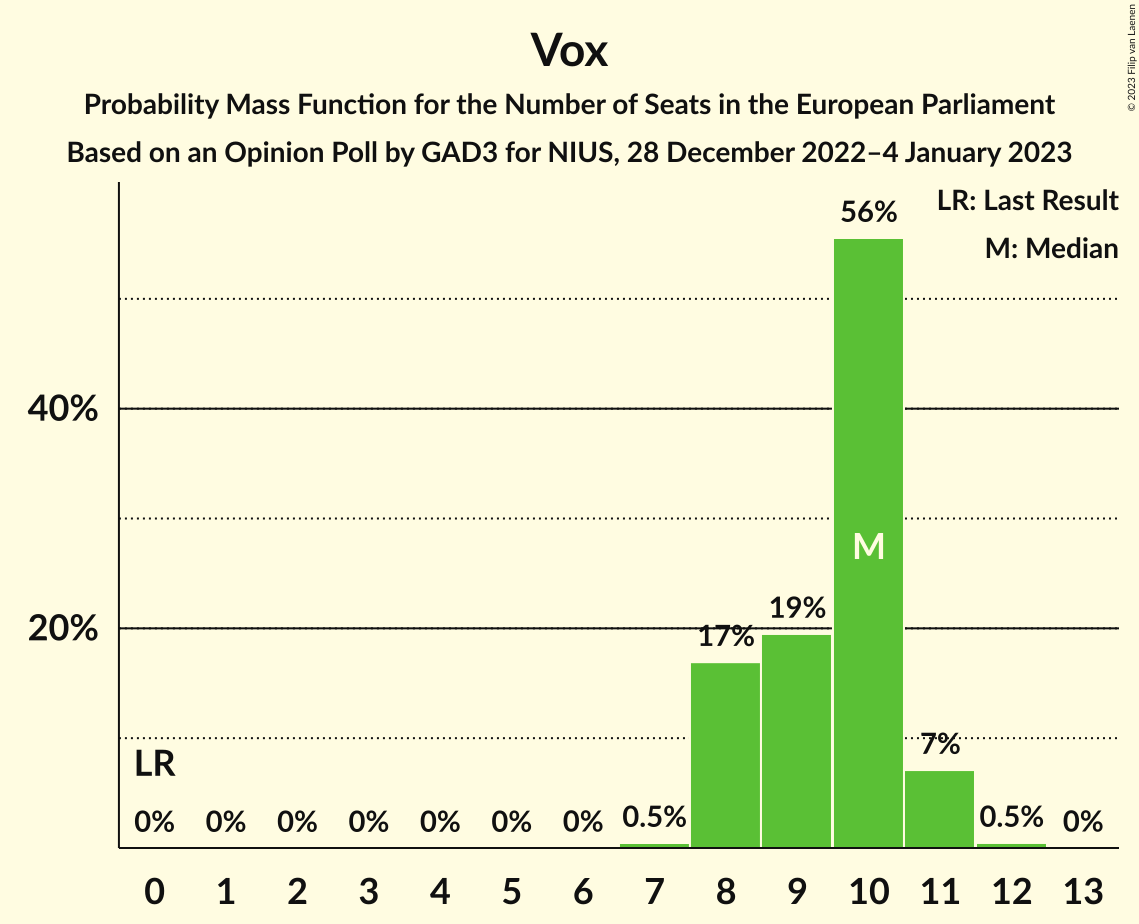 © 2023 Filip van Laenen
Vox
Probability Mass Function for the Number of Seats in the European Parliament
Based on an Opinion Poll by GAD3 for NIUS, 28 December 2022–4 January 2023
LR: Last Result
M: Median
56%
40%
M
19%
20%
17%
7%
LR
0% 0% 0% 0% 0% 0% 0% 0.5% 0.5% 0%
0 1 2 3 4 5 6 7 8 9 10 11 12 13